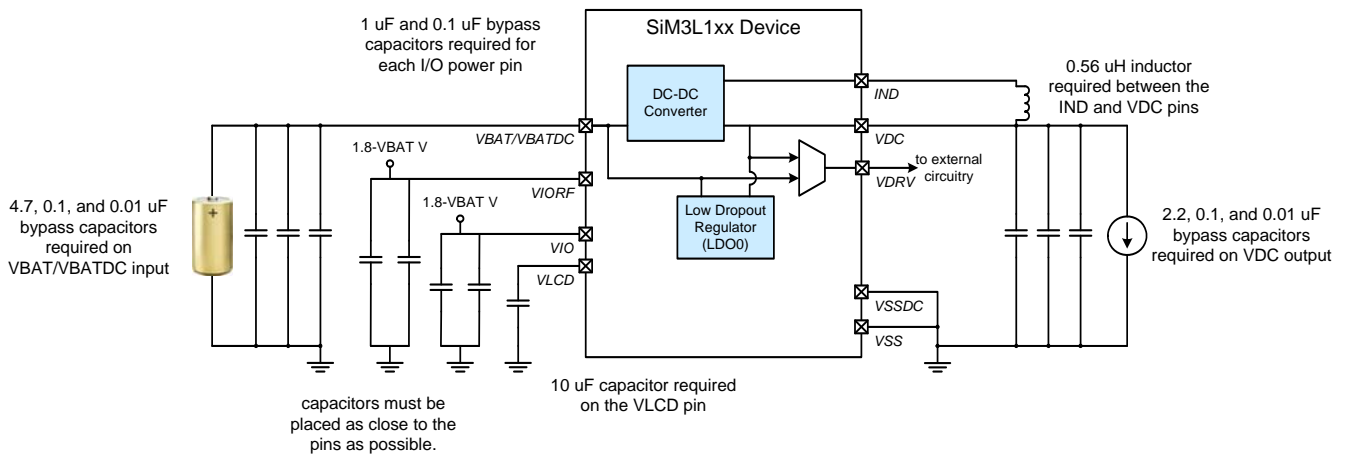 1 uF and 0.1 uF bypass
capacitors required for
each I/O power pin
SiM3L1xx Device
DC-DC
Converter
IND
0.56 uH inductor
required between the
IND and VDC pins
VBAT/VBATDC
VDC
1.8-VBAT V
VIORF
VDRV
to external
circuitry
4.7, 0.1, and 0.01 uF
bypass capacitors
required on
VBAT/VBATDC input
+
1.8-VBAT V
VIO
VLCD
Low Dropout
Regulator
(LDO0)
2.2, 0.1, and 0.01 uF
bypass capacitors
required on VDC output
VSSDC
VSS
10 uF capacitor required
on the VLCD pin
capacitors must be
placed as close to the
pins as possible.